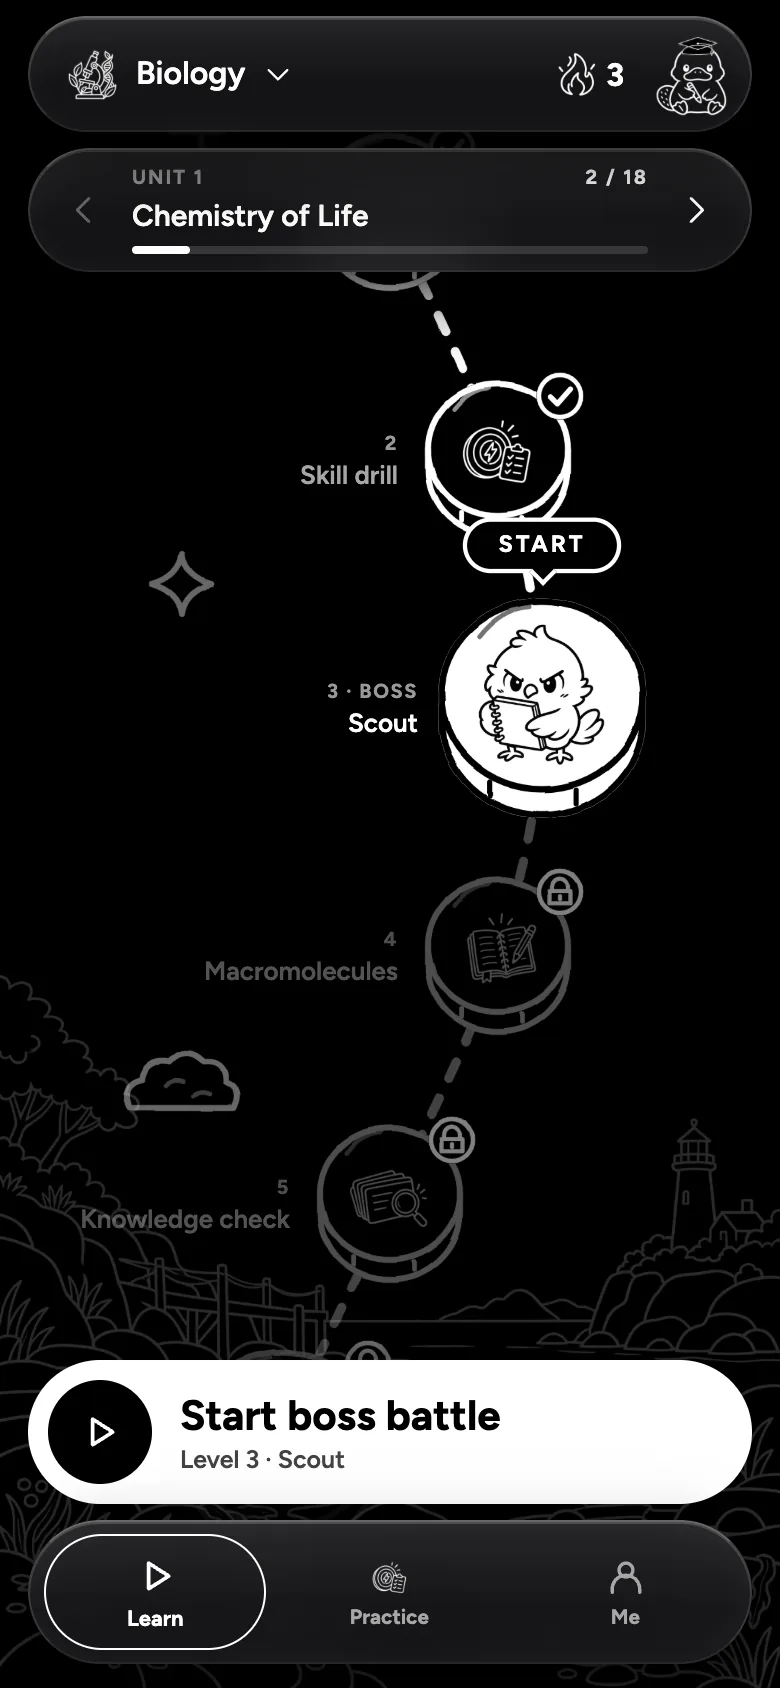 Biology
3
UNIT 1
2 / 18
Chemistry of Life
2
Skill drill
START
3 · BOSS
Scout
4
Macromolecules
5
Knowledge check
Start boss battle
Level 3 · Scout
Learn
Practice
Me